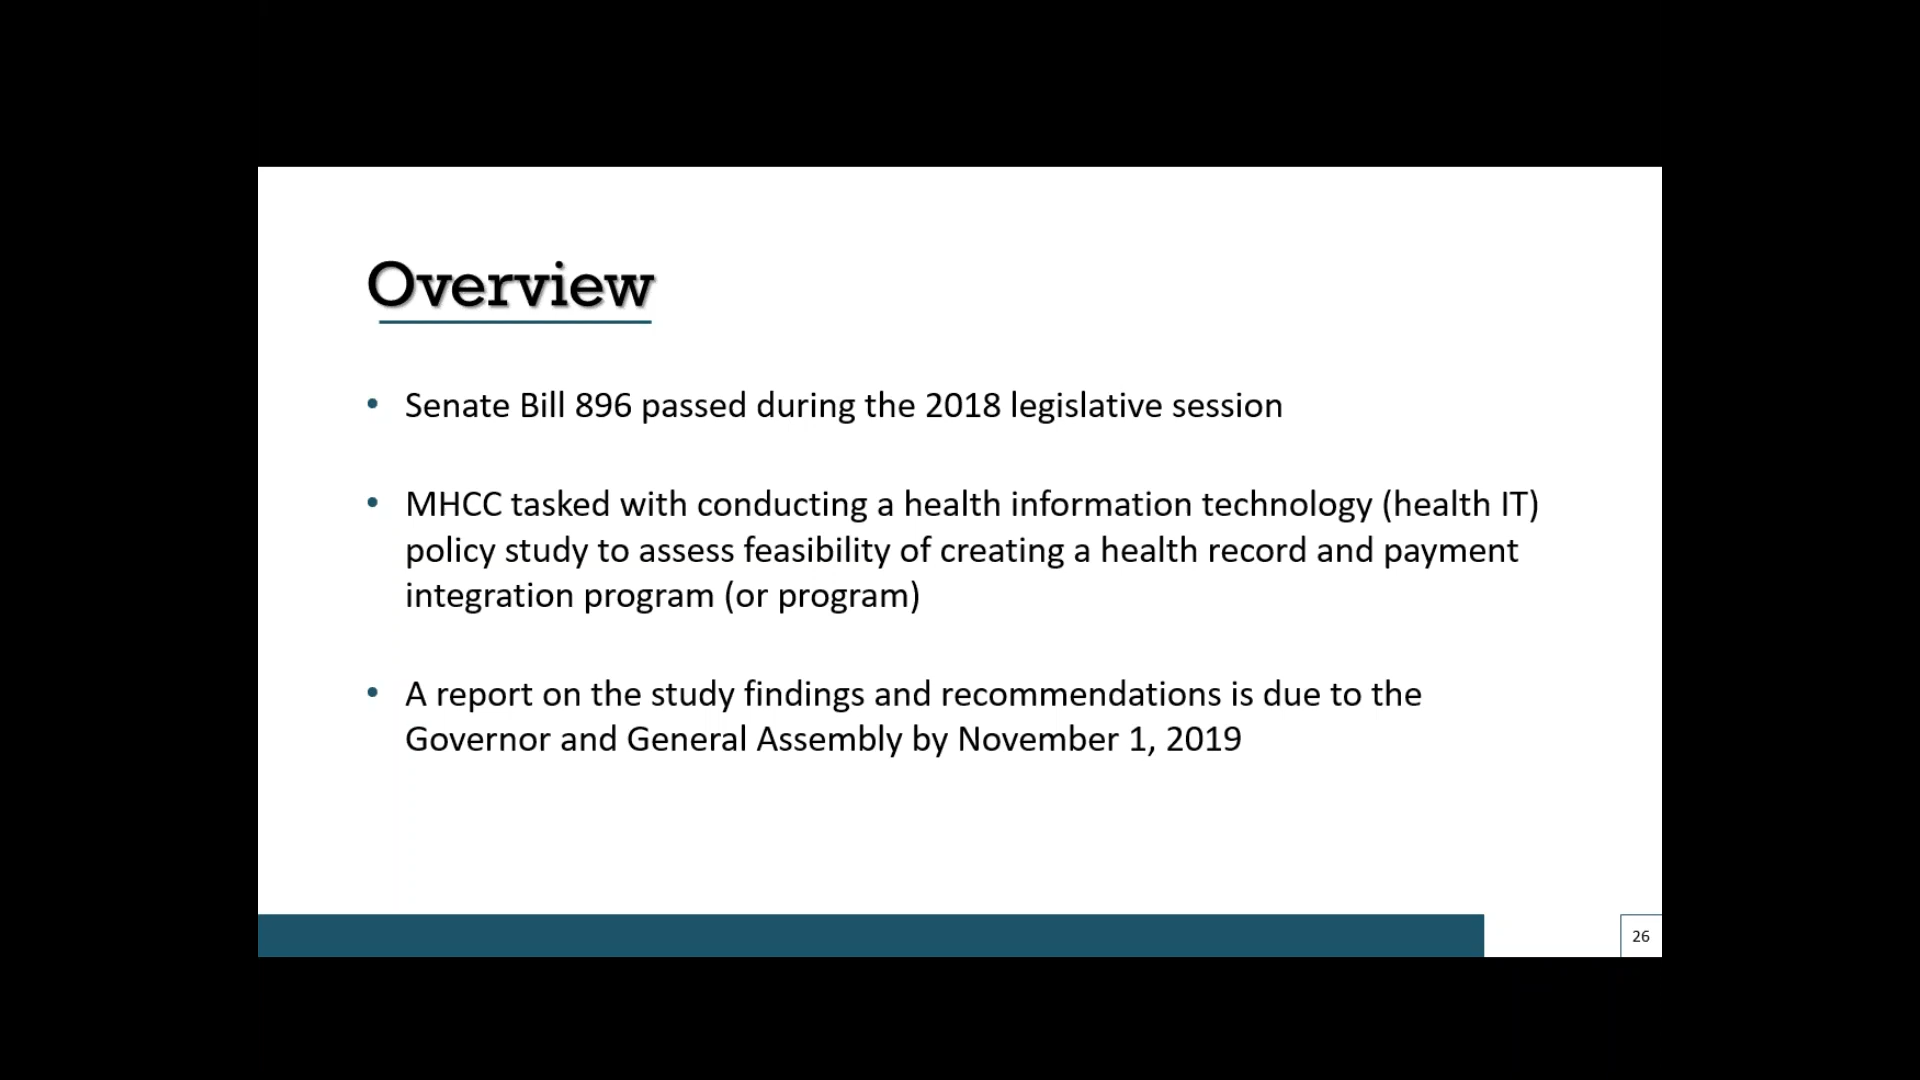 Overview
• Senate Bill 896 passed during the 2018 legislative session
• MHCC tasked with conducting a health information technology (health IT)
policy study to assess feasibility of creating a health record and payment
integration program (or program)
• A report on the study findings and recommendations is due to the
Governor and General Assembly by November 1, 2019
26